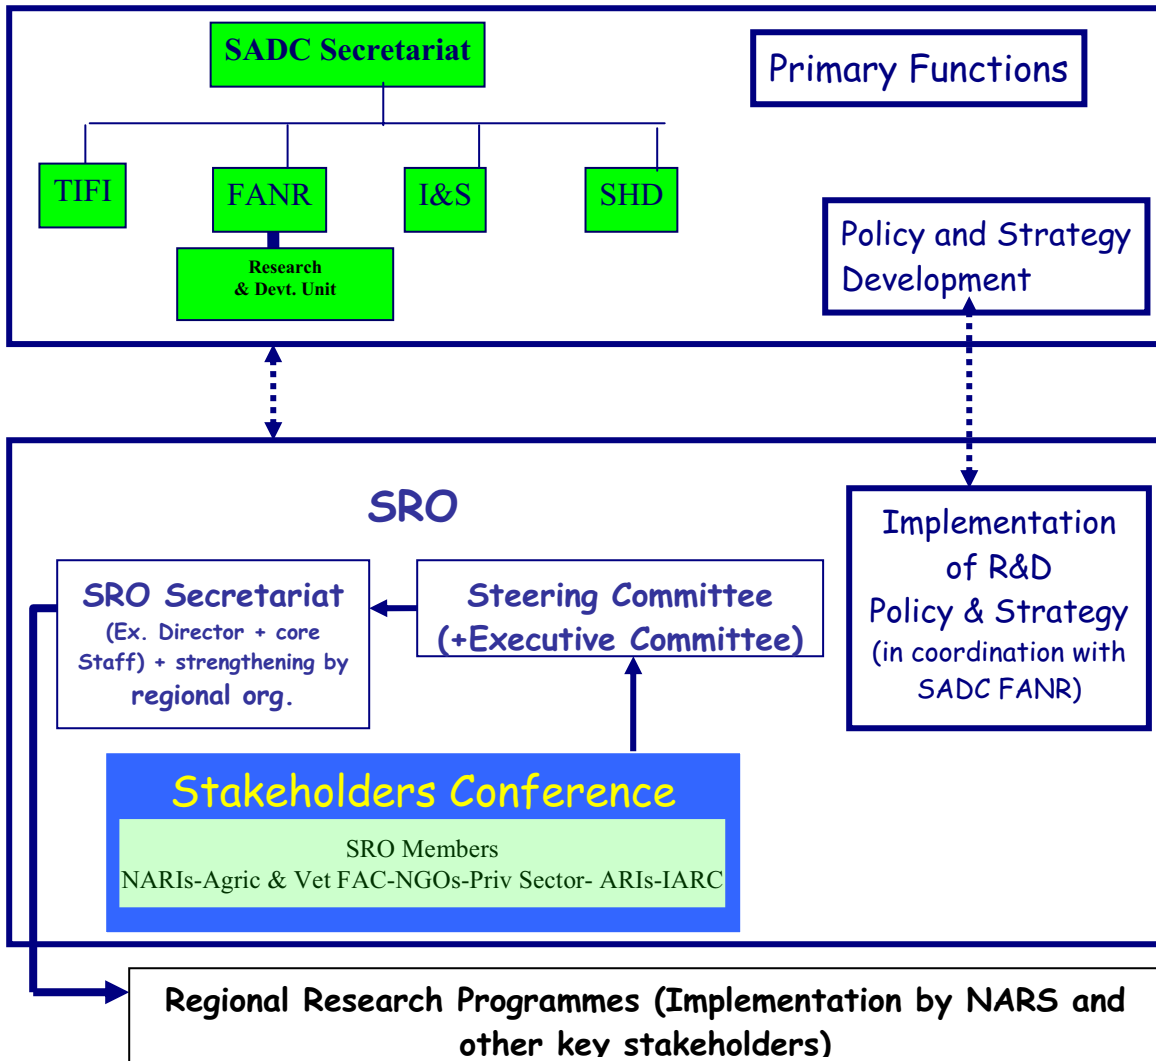 SADC Secretariat
Primary Functions
TIFI
FANR
I&S
SHD
Research
& Devt. Unit
Policy and Strategy
Development
SRO
SRO Secretariat
(Ex. Director + core
Staff) + strengthening by
regional org.
Steering Committee
(+Executive Committee)
Implementation
of R&D
Policy & Strategy
(in coordination with
SADC FANR)
Stakeholders Conference
SRO Members
NARIs-Agric & Vet FAC-NGOs-Priv Sector- ARIs-IARC
Regional Research Programmes (Implementation by NARS and
other key stakeholders)